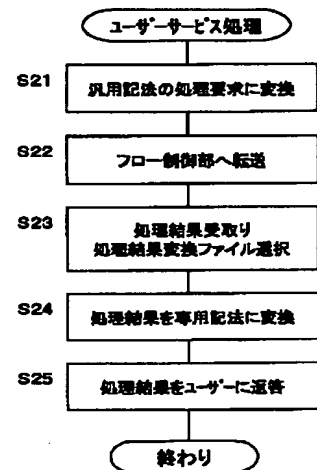 ユーザーサービス処理
S21
汎用記法の処理要求に変換
S22
フロー制御部へ転送
S23
処理結果受取り
処理結果変換ファイル選択
S24
処理結果を専用記法に変換
S25
処理結果をユーザーに返答
終わり